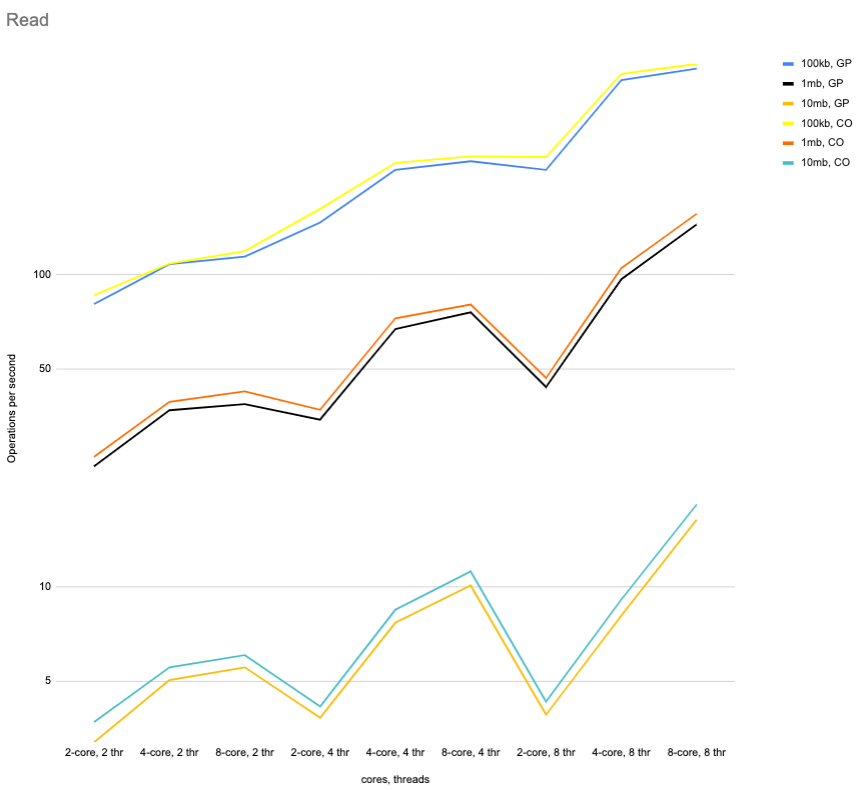 Read
100kb, GP
1mb, GP
10mb, GP
100kb, CO
1mb, CO
10mb, CO
100
50
10
5
Operations per second
2-core, 2 thr
4-core, 2 thr
8-core, 2 thr
2-core, 4 thr
4-core, 4 thr
8-core, 4 thr
2-core, 8 thr
4-core, 8 thr
8-core, 8 thr
cores, threads